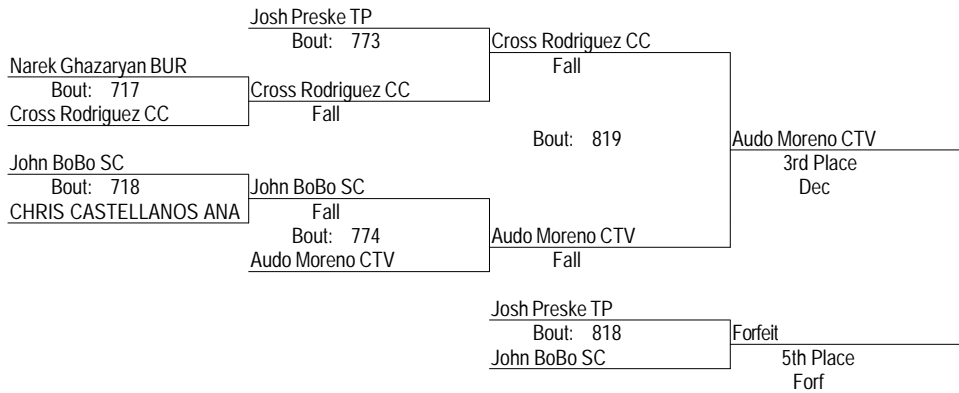 Josh Preske TP
Bout: 773
Cross Rodriguez CC
Fall
Narek Ghazaryan BUR
Bout: 717
Cross Rodriguez CC
Cross Rodriguez CC
Fall
Bout: 819
Audo Moreno CTV
3rd Place
Dec
John BoBo SC
Bout: 718
CHRIS CASTELLANOS ANA
John BoBo SC
Fall
Bout: 774
Audo Moreno CTV
Audo Moreno CTV
Fall
Josh Preske TP
Bout: 818
John BoBo SC
Forfeit
5th Place
Forf